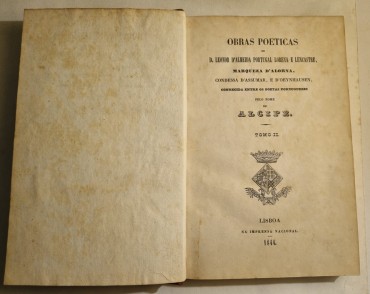 OBRAS POETICAS
DE
D. LEONOR D'ALMEIDA PORTUGAL LORENA E LENCASTRE,
MARQUEZA D'ALORNA,
CONDESSA D'ASSUMAR, E D'OEYNHAUSEN,
CONHECIDA ENTRE OS POETAS PORTUGUEZES
PELO NOME
DE
ALCIPE.
TOMO II.
LISBOA
NA IMPRENSA NACIONAL.
1844.